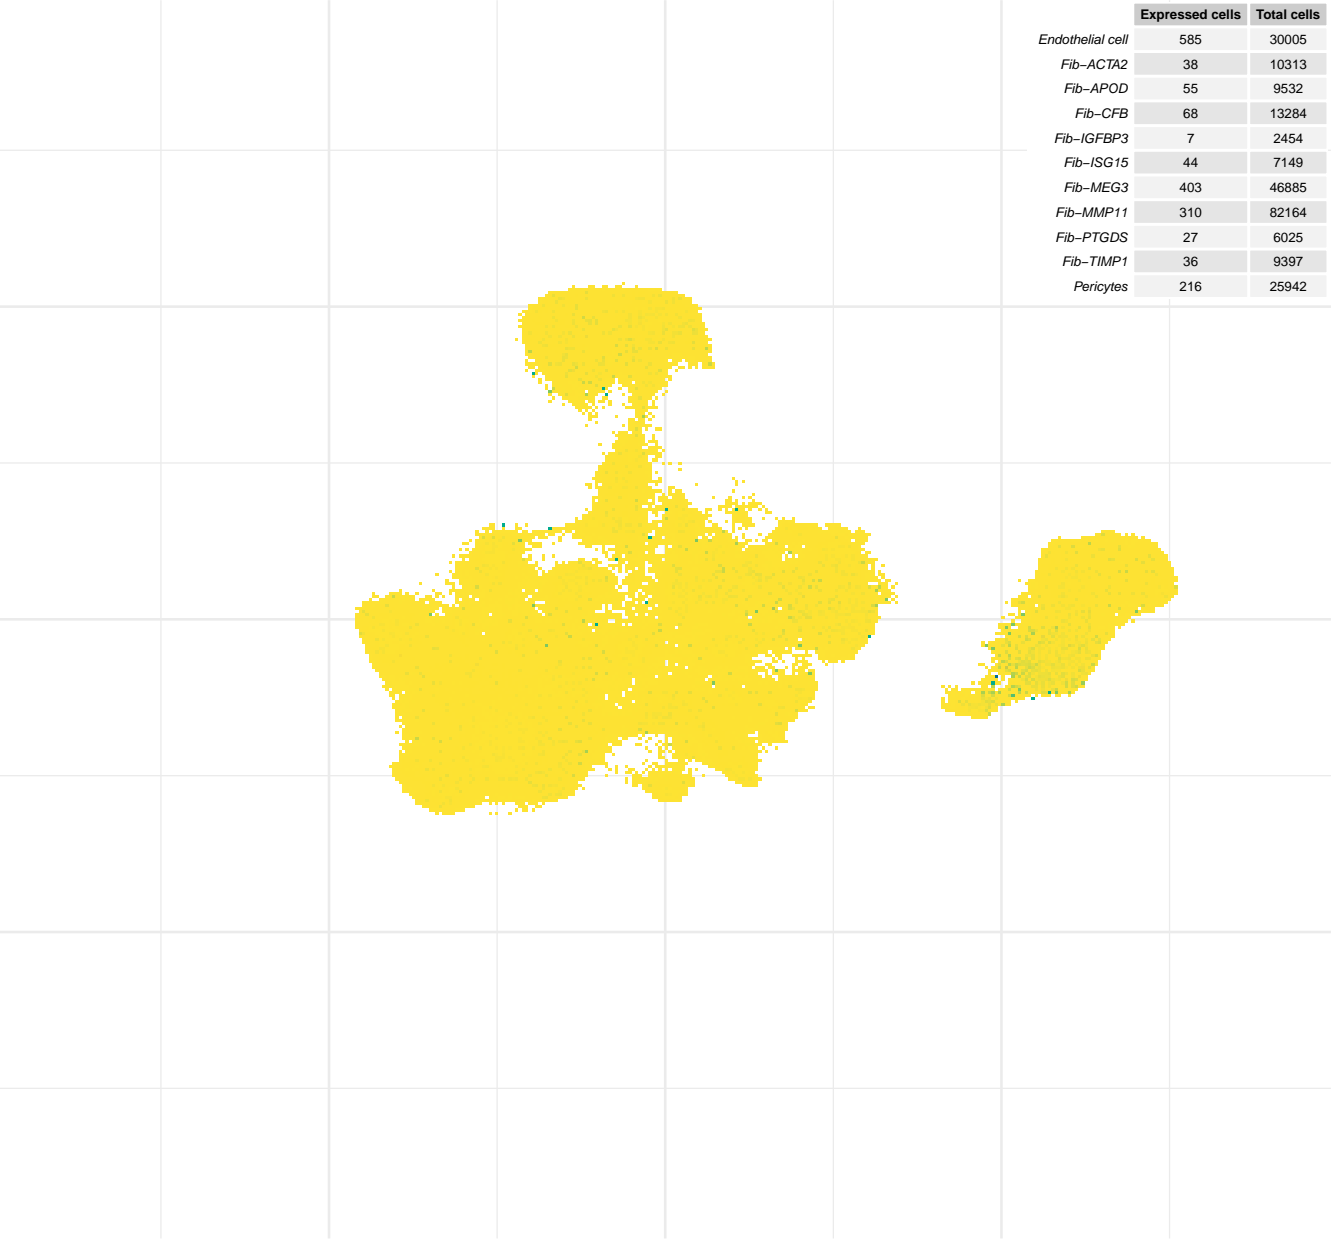 Expressed cells Total cells
Endothelial cell 585 30005
Fib−ACTA2 38 10313
Fib−APOD 55 9532
Fib−CFB 68 13284
Fib−IGFBP3 7 2454
Fib−ISG15 44 7149
Fib−MEG3 403 46885
Fib−MMP11 310 82164
Fib−PTGDS 27 6025
Fib−TIMP1 36 9397
Pericytes 216 25942